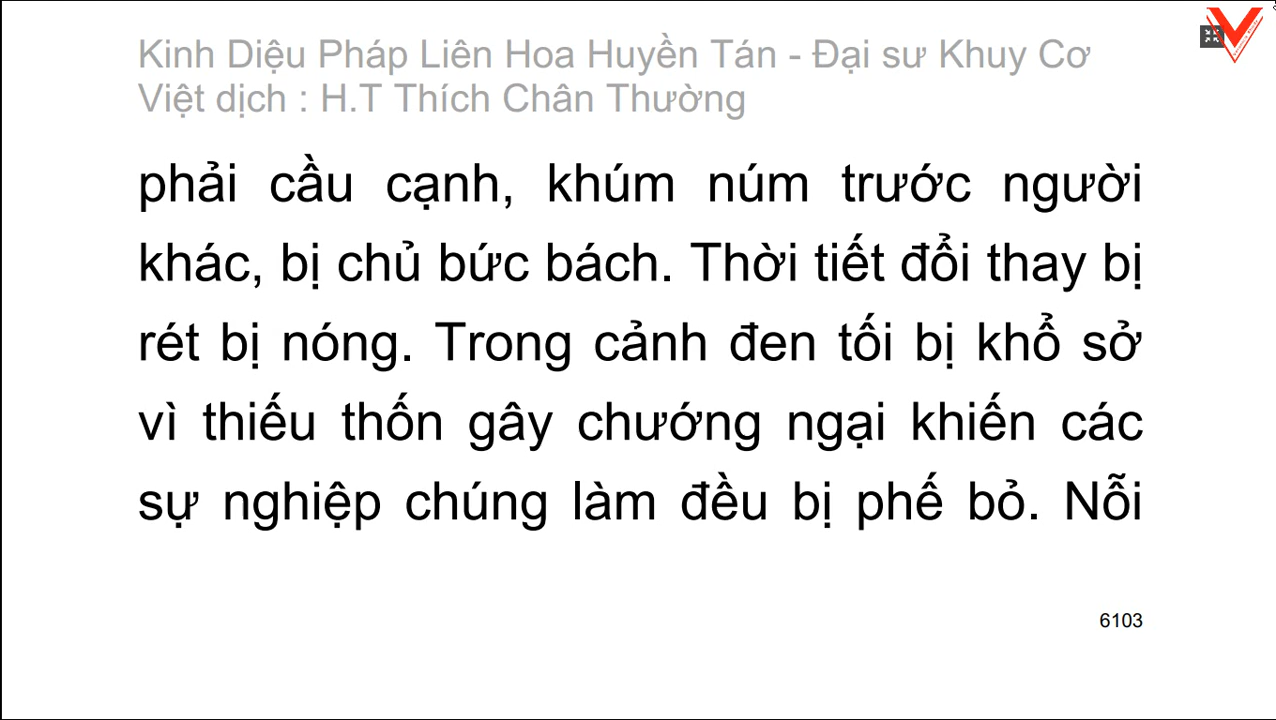 Kinh Diệu Pháp Liên Hoa Huyền Tán - Đại sư Khuy Cơ
Việt dịch : H.T Thích Chân Thường
phải cầu cạnh, khúm núm trước người
khác, bị chủ bức bách. Thời tiết đổi thay bị
rét bị nóng. Trong cảnh đen tối bị khổ sở
vì thiếu thốn gây chướng ngại khiến các
sự nghiệp chúng làm đều bị phế bỏ. Nỗi
6103